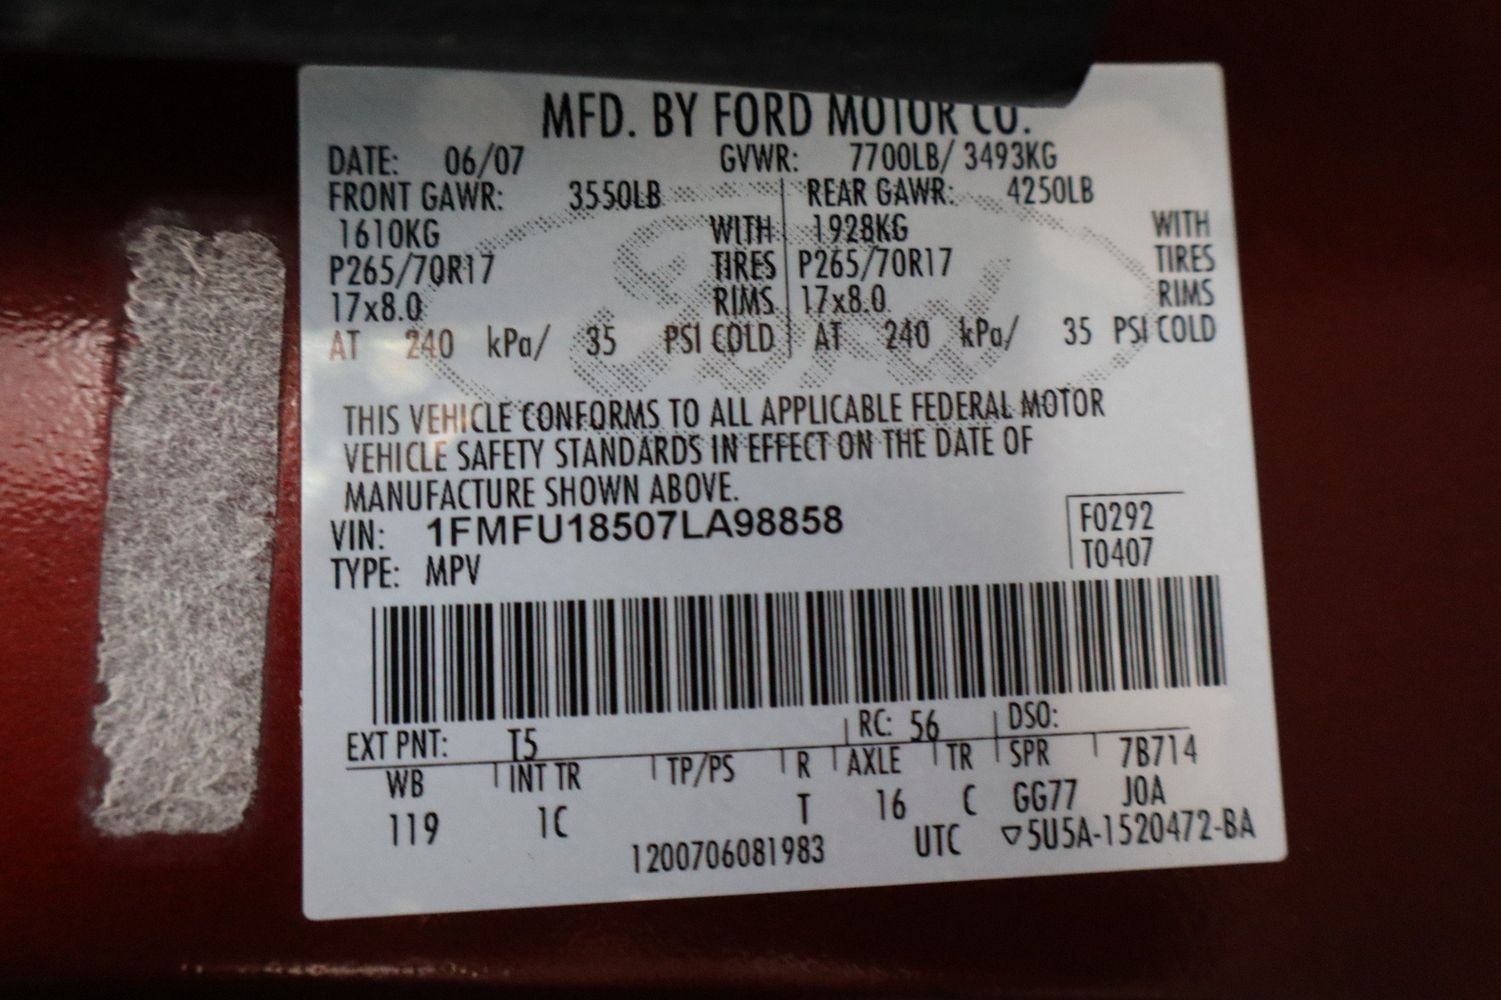 MFD. BY FORD MOTOR CO.
DATE: 06/07 GVWR: 7700LB/ 3493KG
FRONT GAWR: 3550LB REAR GAWR: 4250LB
1610KG WITH 1928KG WITH
P265/70R17 TIRES P265/70R17 TIRES
17x8.0 RIMS 17x8.0 RIMS
AT 240 kPa/ 35 PSI COLD AT 240 kPa/ 35 PSI COLD
Ford
THIS VEHICLE CONFORMS TO ALL APPLICABLE FEDERAL MOTOR
VEHICLE SAFETY STANDARDS IN EFFECT ON THE DATE OF
MANUFACTURE SHOWN ABOVE.
VIN: 1FMFU18507LA98858 F0292
TYPE: MPV T0407
EXT PNT: T5 RC: 56 DSO:
WB INT TR TP/PS R AXLE TR SPR 7B714
119 1C T 16 C GG77 J0A
1200706081983 UTC ▽5U5A-1520472-BA